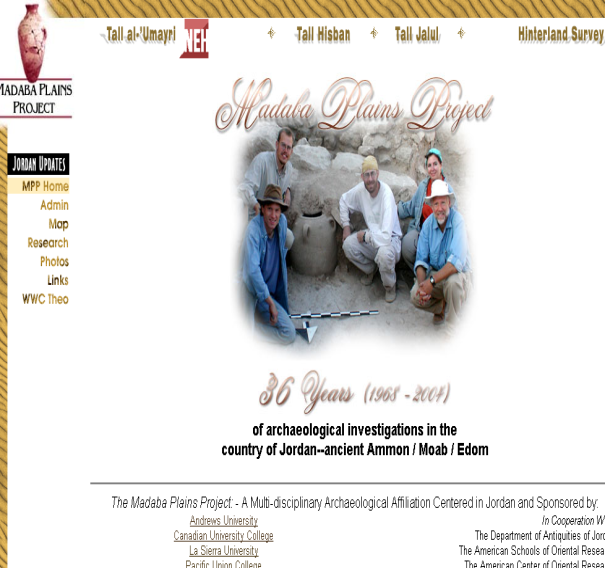 Tall al-'Umayri
NEH
Tall Hisban
Tall Jalul
Hinterland Survey
MADABA PLAINS
PROJECT
JORDAN UPDATES
MPP Home
Admin
Map
Research
Photos
Links
WWC Theo
Madaba Plains Project
36 Years (1968 - 2004)
of archaeological investigations in the
country of Jordan--ancient Ammon / Moab / Edom
The Madaba Plains Project: - A Multi-disciplinary Archaeological Affiliation Centered in Jordan and Sponsored by:
Andrews University
Canadian University College
La Sierra University
Pacific Union College
In Cooperation W
The Department of Antiquities of Jor
The American Schools of Oriental Resea
The American Center of Oriental Resea